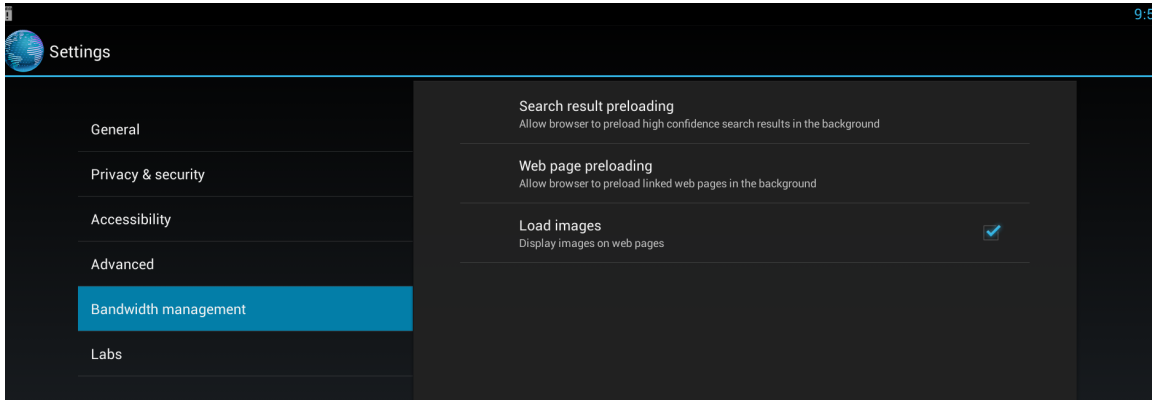 9:5
Settings
General
Privacy & security
Accessibility
Advanced
Bandwidth management
Labs
Search result preloading
Allow browser to preload high confidence search results in the background
Web page preloading
Allow browser to preload linked web pages in the background
Load images
Display images on web pages